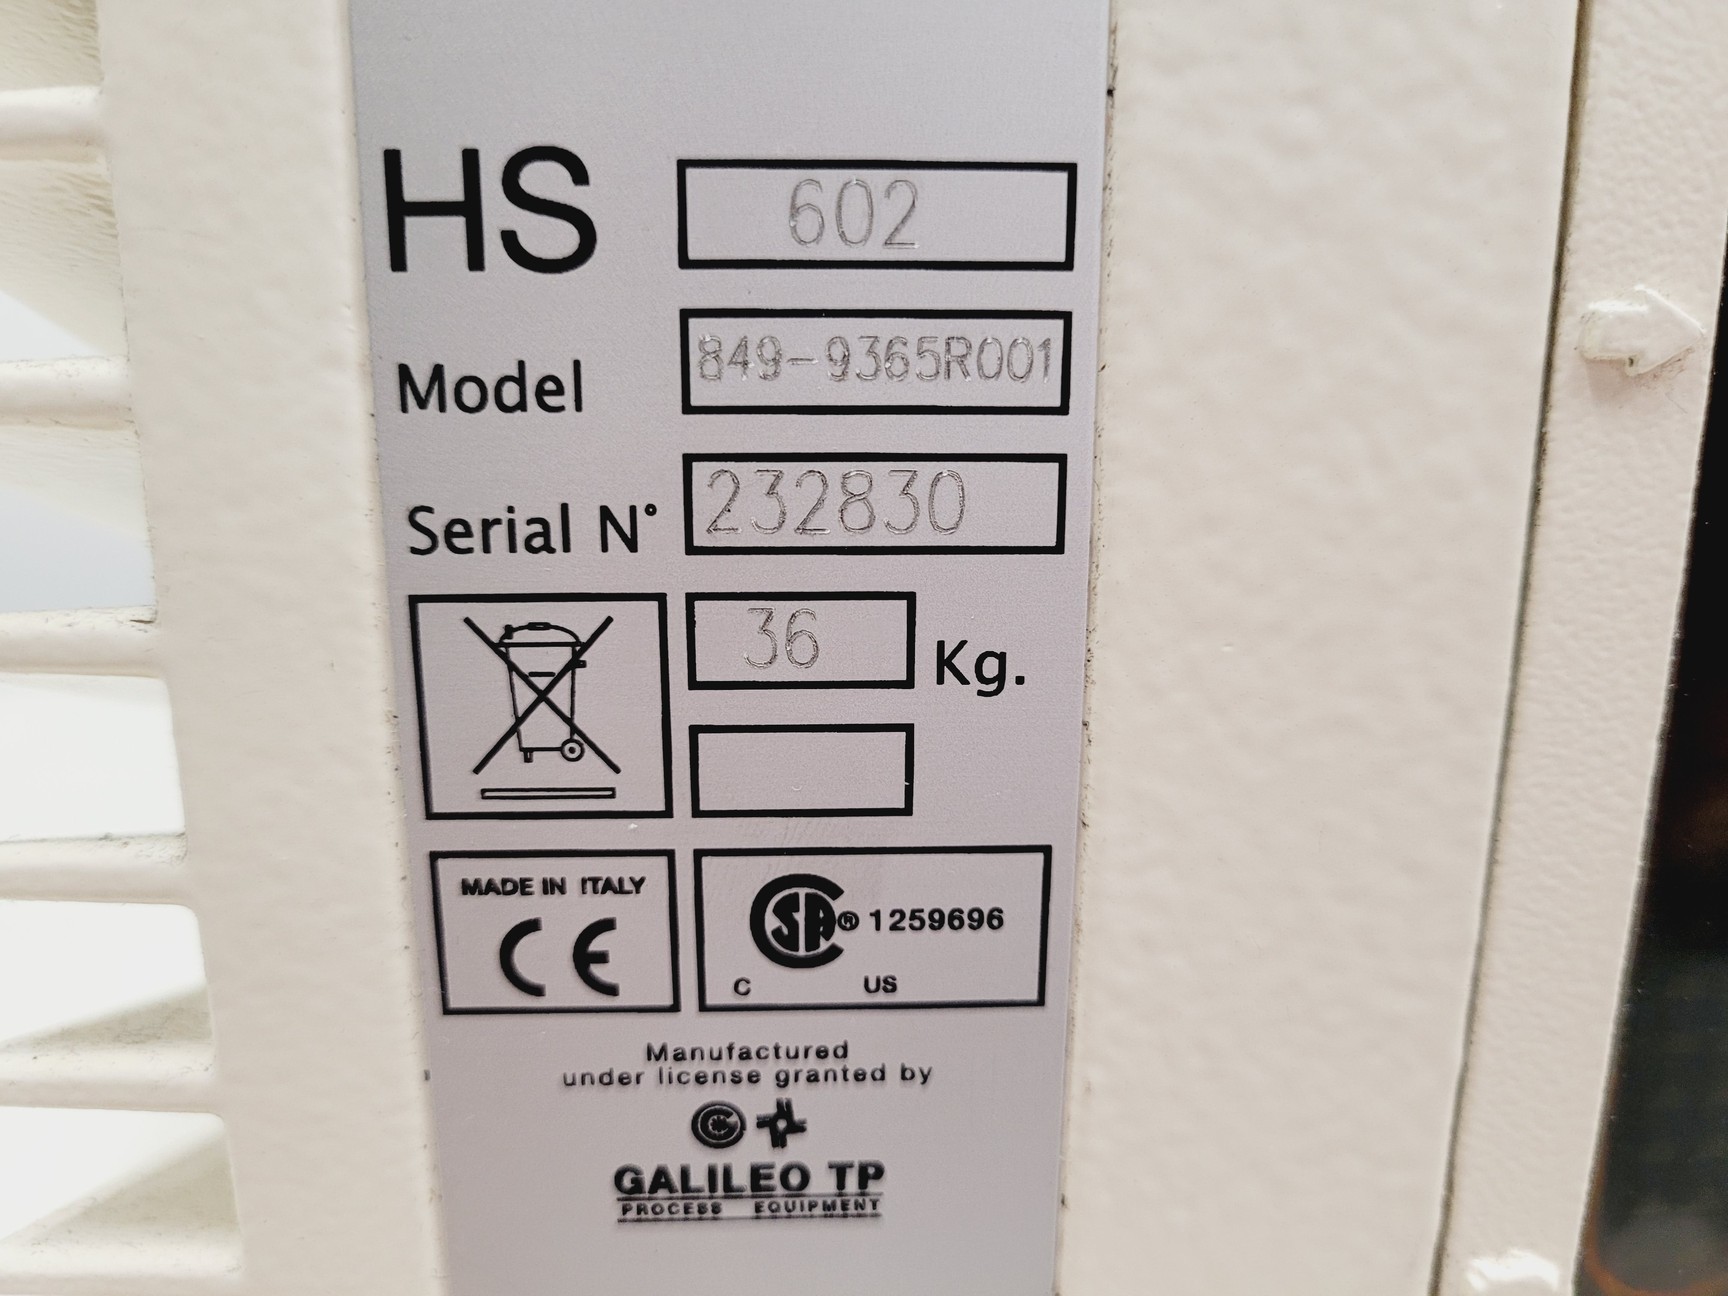 HS 602
Model 849-9365R001
Serial N° 232830
36 Kg.
MADE IN ITALY
CE
CSA® 1259696
C US
Manufactured
under license granted by
GALILEO TP
PROCESS EQUIPMENT